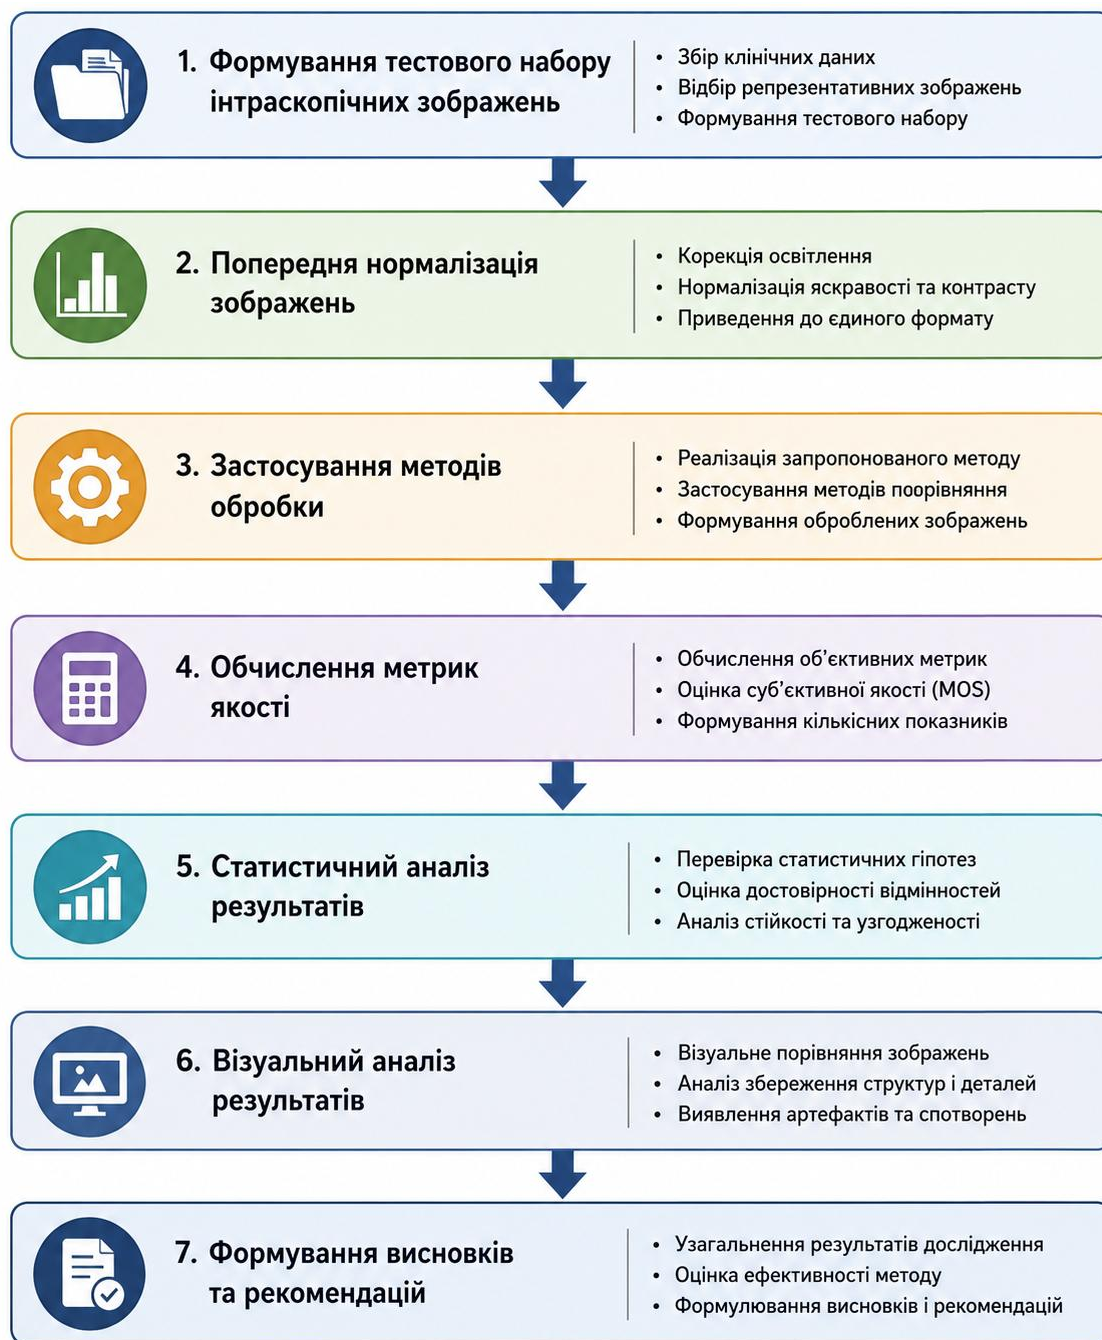 1. Формування тестового набору
інтраскопічних зображень
• Збір клінічних даних
• Відбір репрезентативних зображень
• Формування тестового набору
2. Попередня нормалізація
зображень
• Корекція освітлення
• Нормалізація яскравості та контрасту
• Приведення до єдиного формату
3. Застосування методів
обробки
• Реалізація запропонованого методу
• Застосування методів поорівняння
• Формування оброблених зображень
4. Обчислення метрик
якості
• Обчислення об’єктивних метрик
• Оцінка суб’єктивної якості (MOS)
• Формування кількісних показників
5. Статистичний аналіз
результатів
• Перевірка статистичних гіпотез
• Оцінка достовірності відмінностей
• Аналіз стійкості та узгодженості
6. Візуальний аналіз
результатів
• Візуальне порівняння зображень
• Аналіз збереження структур і деталей
• Виявлення артефактів та спотворень
7. Формування висновків
та рекомендацій
• Узагальнення результатів дослідження
• Оцінка ефективності методу
• Формулювання висновків і рекомендацій